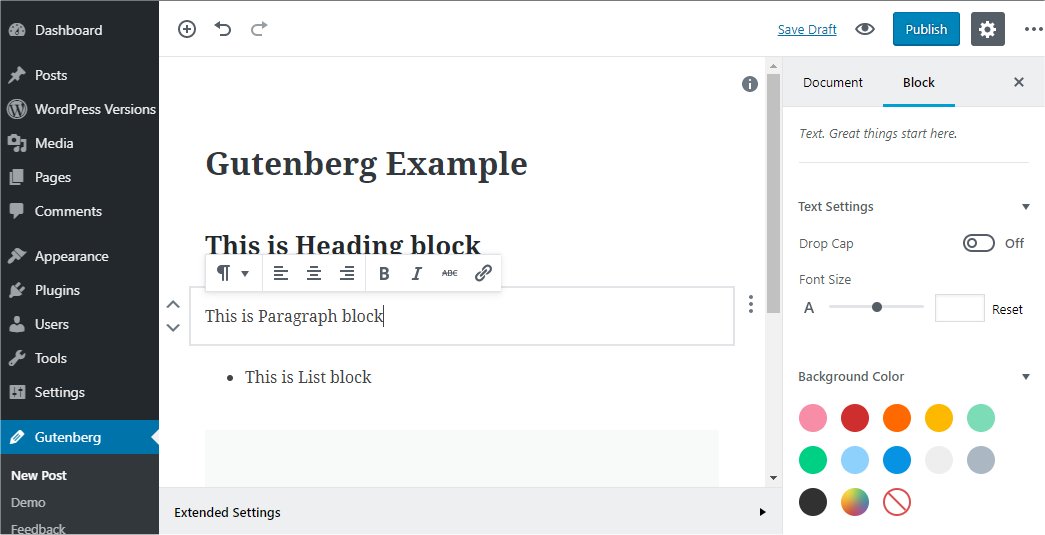 Dashboard
Posts
WordPress Versions
Media
Pages
Comments
Appearance
Plugins
Users
Tools
Settings
Gutenberg
New Post
Demo
Feedback
Save Draft
Publish
Gutenberg Example
This is Heading block
B I ABC
This is Paragraph block
This is List block
Extended Settings
Document Block
Text. Great things start here.
Text Settings
Drop Cap Off
Font Size
A Reset
Background Color